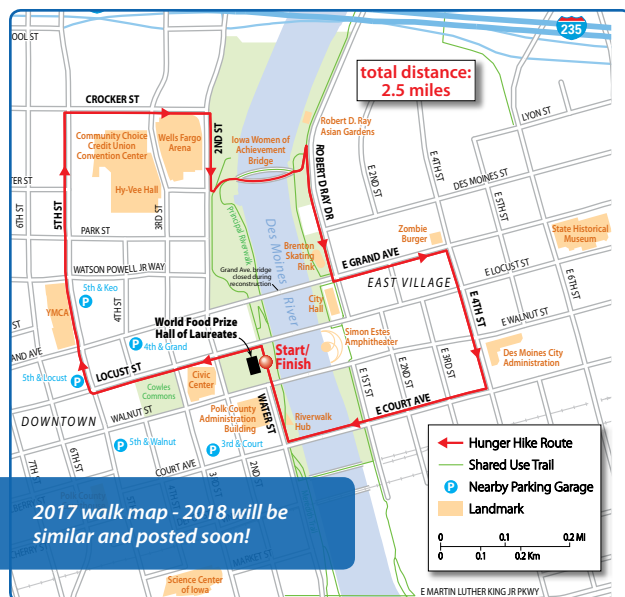 OOL ST
235
total distance:
2.5 miles
CROCKER ST
LYON ST
Robert D. Ray
Asian Gardens
Community Choice
Credit Union
Convention Center
Wells Fargo
Arena
2ND ST
Iowa Women of
Achievement
Bridge
ROBERT D RAY DR
E 4TH ST
E 2ND ST
DES MOINES ST
Hy-Vee Hall
TER ST
6TH ST
5TH ST
3RD ST
E 5TH ST
PARK ST
Principal Riverwalk
Des Moines River
Zombie
Burger
State Historical
Museum
Brenton
Skating
Rink
E GRAND AVE
E 6TH ST
WATSON POWELL JR WAY
Grand Ave. bridge
closed during
reconstruction
E LOCUST ST
EAST VILLAGE
P
5th & Keo
4TH ST
City
Hall
E 4TH ST
E WALNUT ST
YMCA
World Food Prize
Hall of Laureates
Simon Estes
Amphitheater
P
4th & Grand
AND AVE
Start/
Finish
E 3RD ST
Des Moines City
Administration
5th & Locust
P
LOCUST ST
Civic
Center
E 1ST ST
E 2ND ST
Cowles
Commons
WATER ST
E COURT AVE
DOWNTOWN
WALNUT ST
Polk County
Administration
Building
Riverwalk
Hub
P
5th & Walnut
P
3rd & Court
COURT AVE
7TH ST
6TH ST
2ND
Hunger Hike Route
Shared Use Trail
P
Nearby Parking Garage
Landmark
0 0.1 0.2 Mi
0 0.1 0.2 Km
2017 walk map - 2018 will be
similar and posted soon!
CHERRY ST
MARKET ST
Science Center
of Iowa
E MARTIN LUTHER KING JR PKWY